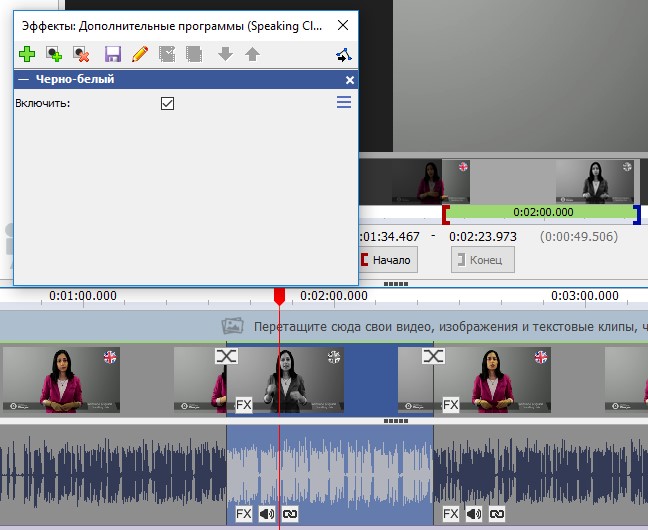 Эффекты: Дополнительные программы (Speaking Cl...
Черно-белый
Включить:
0:02:00.000
:01:34.467 - 0:02:23.973 (0:00:49.506)
Начало
Конец
0:01:00.000 0:02:00.000 0:03:00.000
Перетащите сюда свои видео, изображения и текстовые клипы, ч
FX FX
FX FX